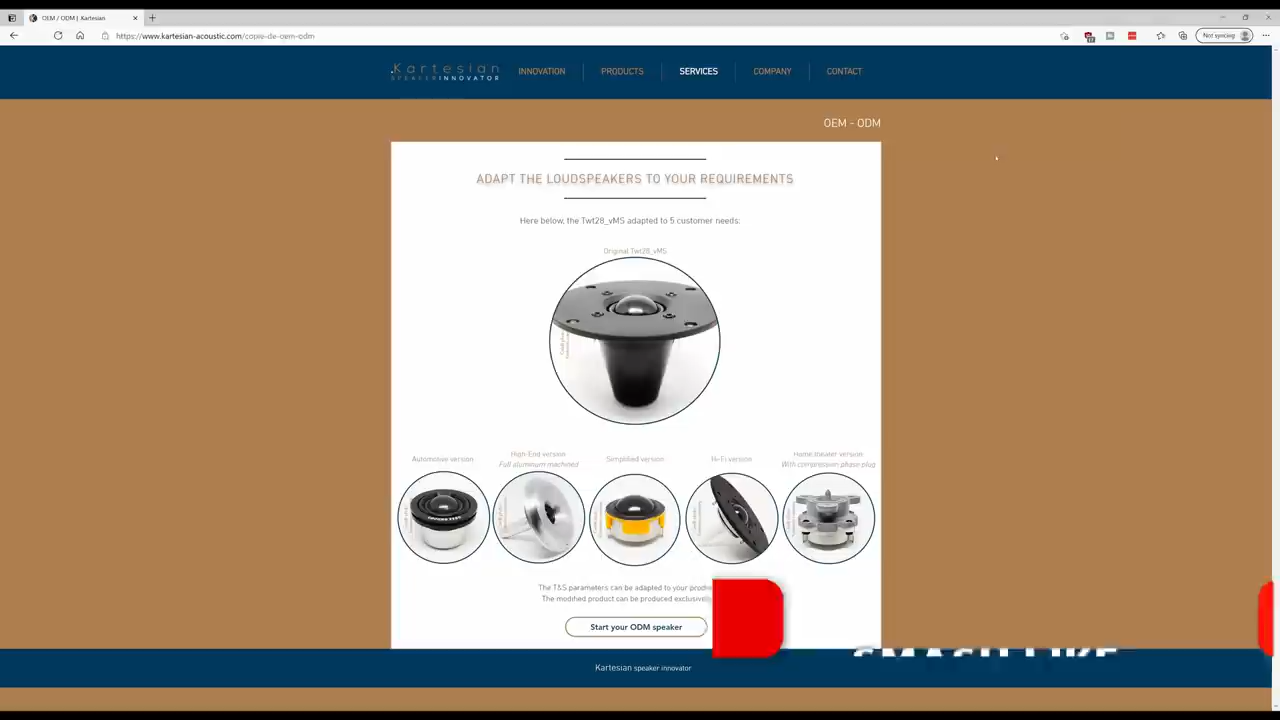 OEM / ODM | Kartesian
https://www.kartesian-acoustic.com/copie-de-oem-odm
Not syncing
.Kartesian
SPEAKERINNOVATOR
INNOVATION
PRODUCTS
SERVICES
COMPANY
CONTACT
OEM - ODM
ADAPT THE LOUDSPEAKERS TO YOUR REQUIREMENTS
Here below, the Twt28_vMS adapted to 5 customer needs:
Original Twt28_vMS
Automotive version
High-End version
Full aluminum machined
Simplified version
Hi-Fi version
Home theater version
With compression phase plug
The T&S parameters can be adapted to your
The modified product can be produced
Start your ODM speaker
SMASH LIKE
Kartesian speaker innovator